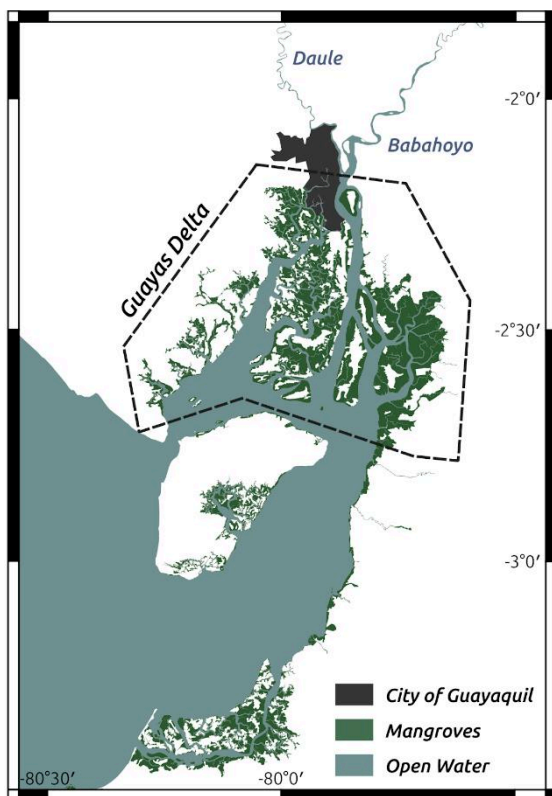 Daule
-2°0'
Babahoyo
Guayas Delta
-2°30'
-3°0'
City of Guayaquil
Mangroves
Open Water
-80°30' -80°0'